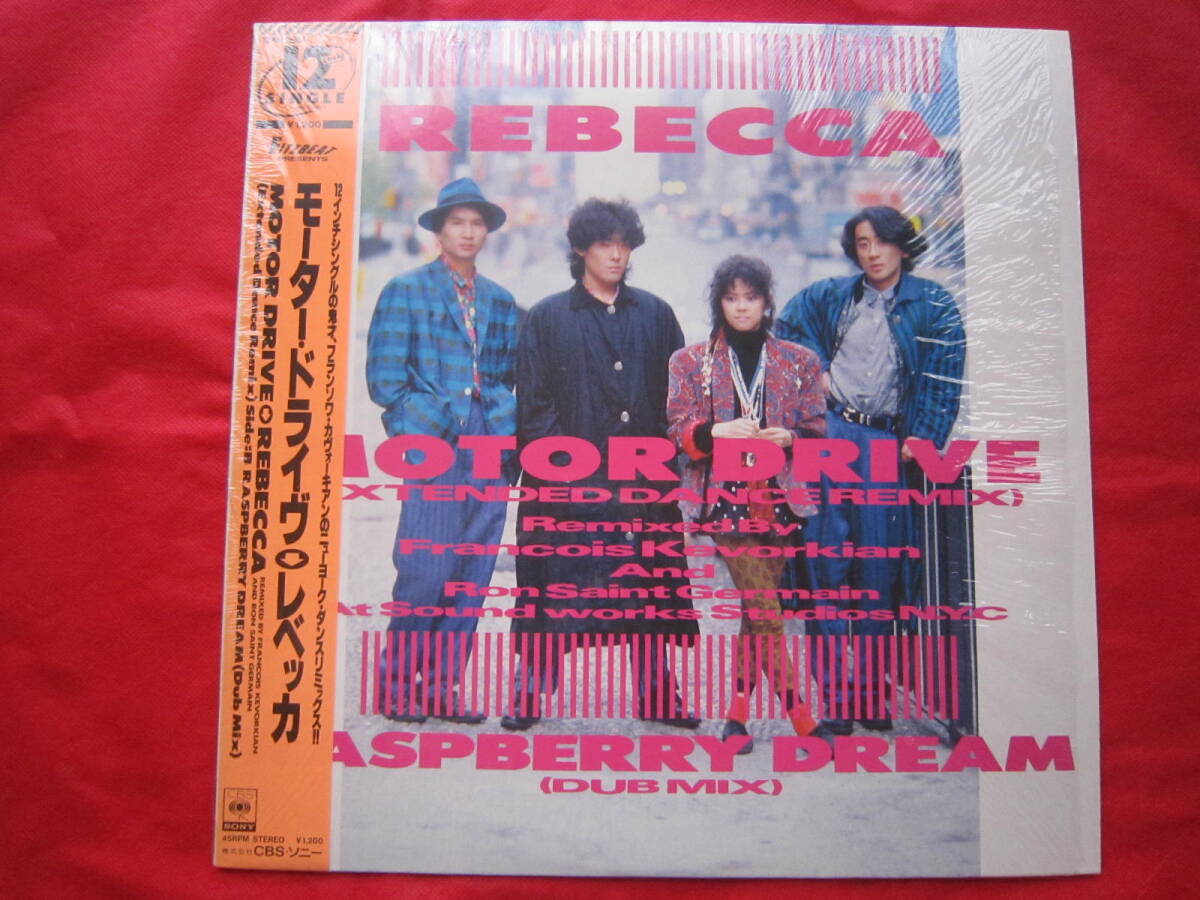 12
SINGLE
¥1,200
RITZBEAT
PRESENTS
12インチシングルの鬼才、フランソワ・カヴォーキアンのニューヨーク・ダンスリミックス!!
モータードライヴ✪レベッカ
MOTOR DRIVE✪REBECCA
REMIXED BY FRANCOIS KEVORKIAN
AND RON SAINT GERMAIN
(Extended Dance Remix) Side:B RASPBERRY DREAM (Dub Mix)
CBS
SONY
45RPM STEREO ¥1,200
株式会社CBS・ソニー
REBECCA
MOTOR DRIVE
EXTENDED DANCE REMIX)
Remixed By
Francois Kevorkian
And
Ron Saint Germain
At Sound works Studios NYC
RASPBERRY DREAM
(DUB MIX)